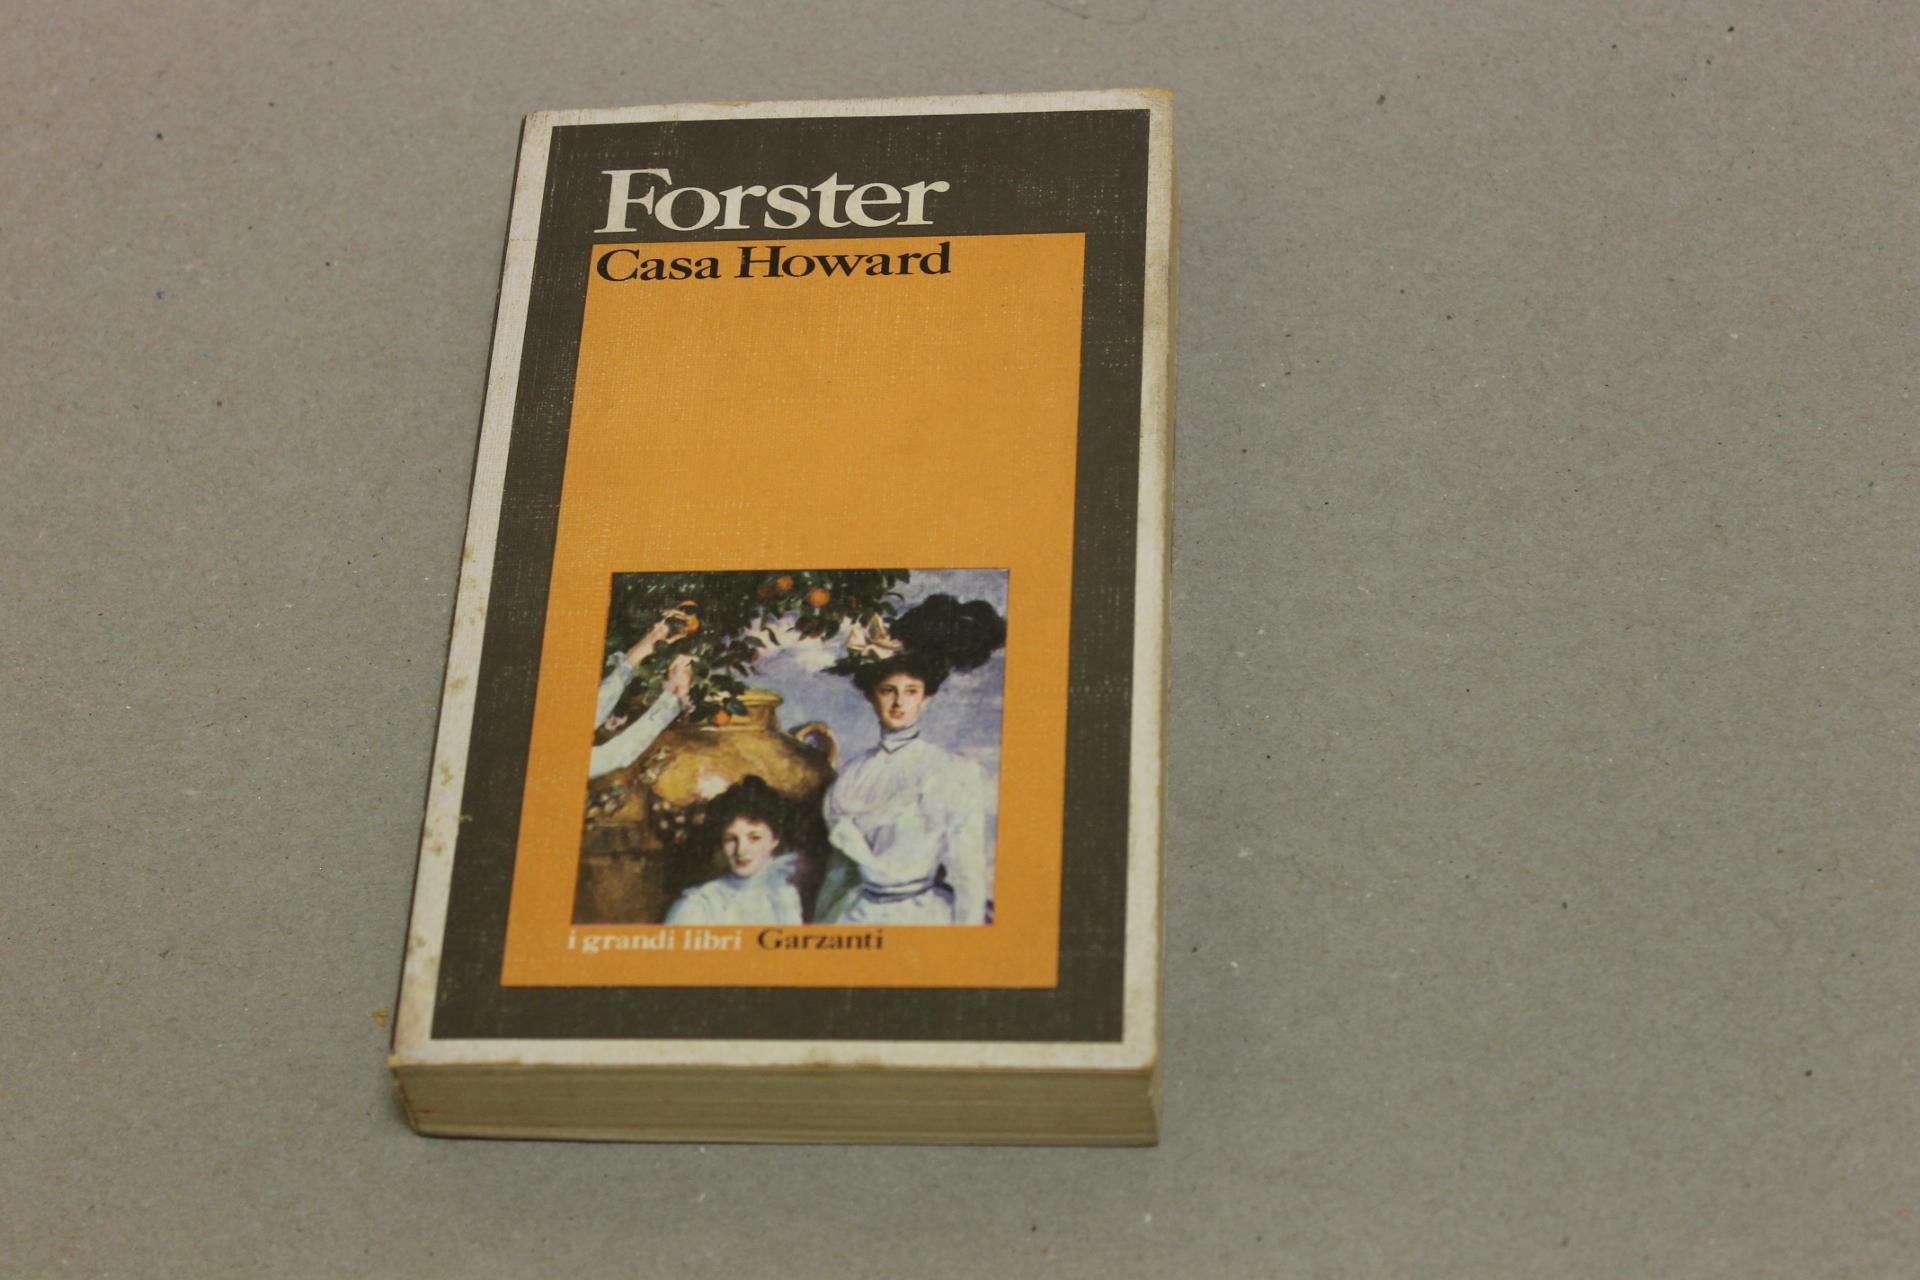 Forster
Casa Howard
i grandi libri Garzanti